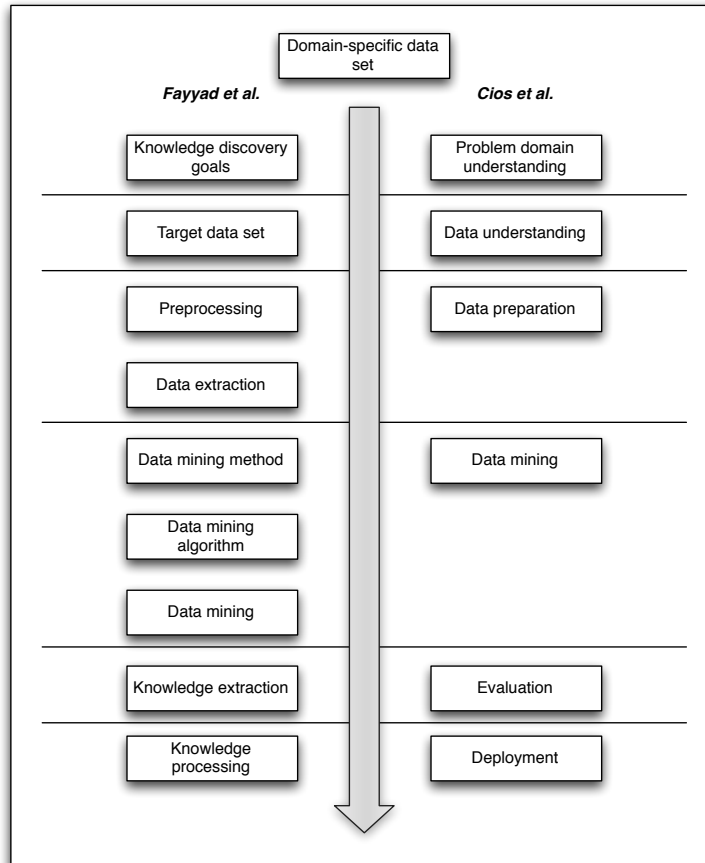 Domain-specific data
set
Fayyad et al.
Cios et al.
Knowledge discovery
goals
Problem domain
understanding
Target data set
Data understanding
Preprocessing
Data preparation
Data extraction
Data mining method
Data mining
Data mining
algorithm
Data mining
Knowledge extraction
Evaluation
Knowledge
processing
Deployment